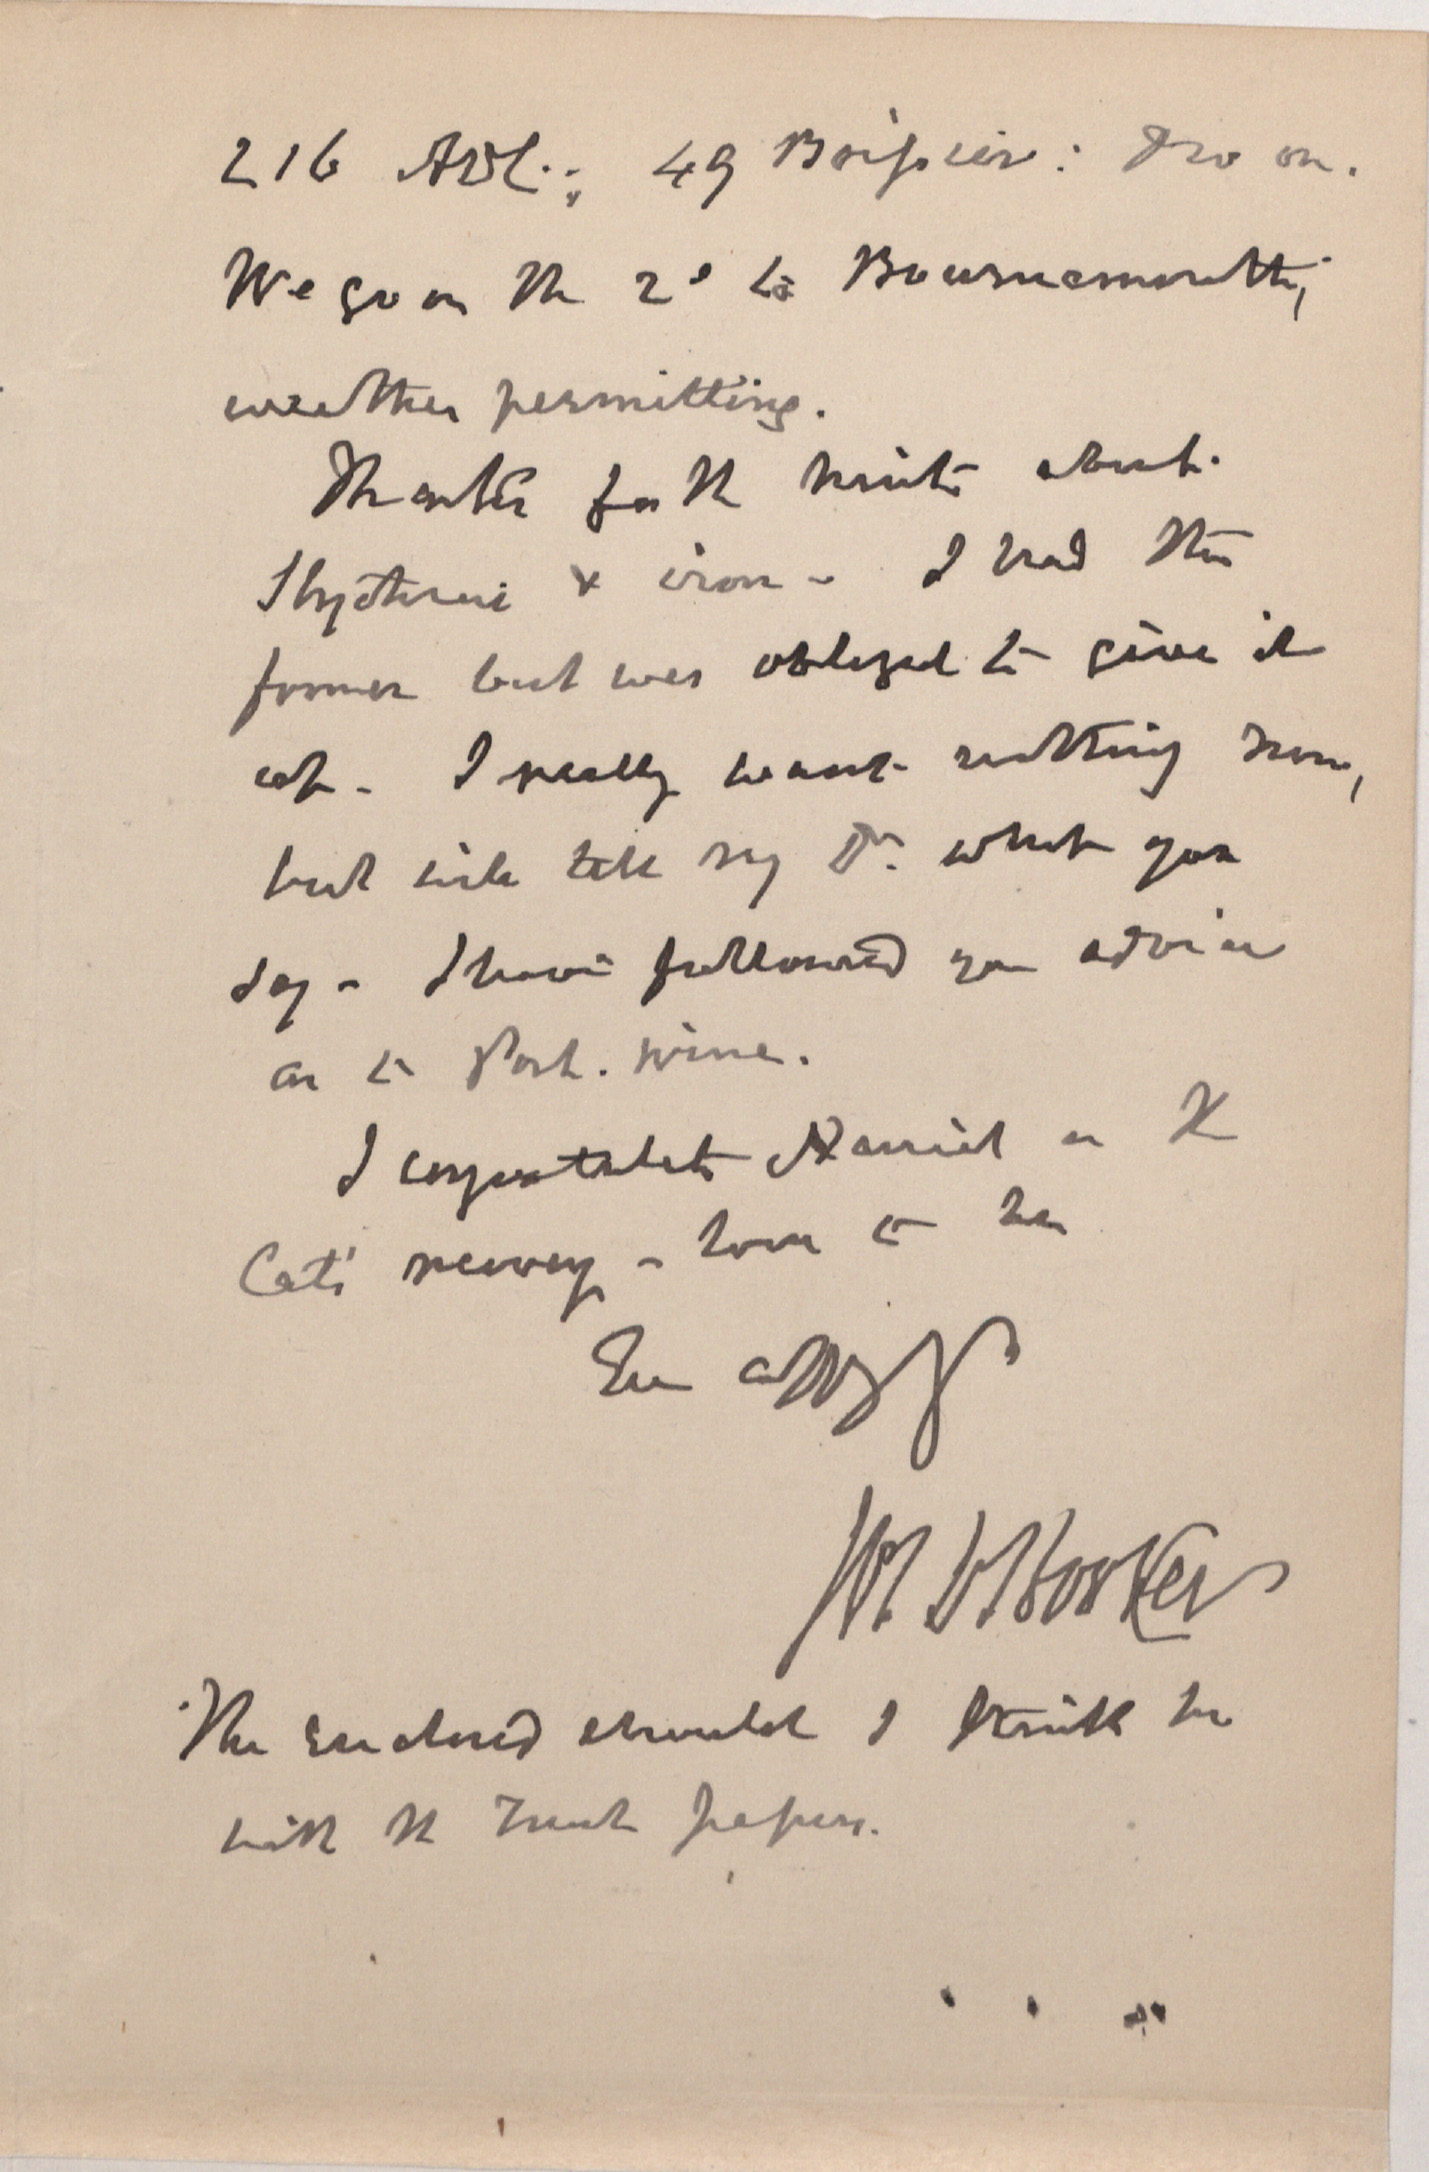 216 ADC.; 49 Boissier: & so on.
We go on the 2d to Bournemouth,
weather permitting.
Thanks for the hints about
Strychnine & iron – I had the
former but was obliged to give it
up – I really want nothing now,
but will tell my Dr. what you
say – I have followed your advice
as to Port. wine.
I congratulate Harriet on the
Cat's recovery – love to her
Ever affy yrs
Jos D Hooker
The enclosed should I think be
with the Trust papers.